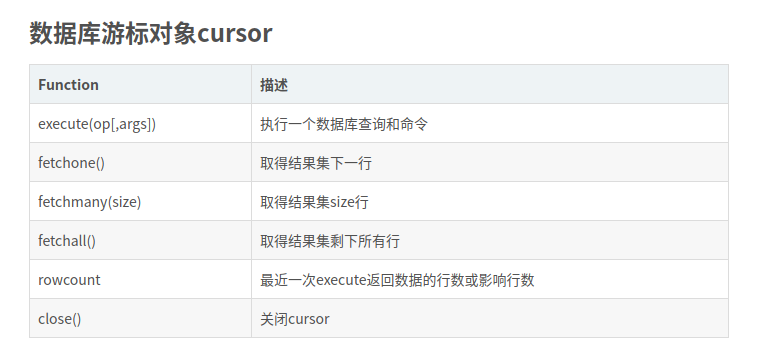 数据库游标对象cursor
Function 描述
execute(op[,args]) 执行一个数据库查询和命令
fetchone() 取得结果集下一行
fetchmany(size) 取得结果集size行
fetchall() 取得结果集剩下所有行
rowcount 最近一次execute返回数据的行数或影响行数
close() 关闭cursor